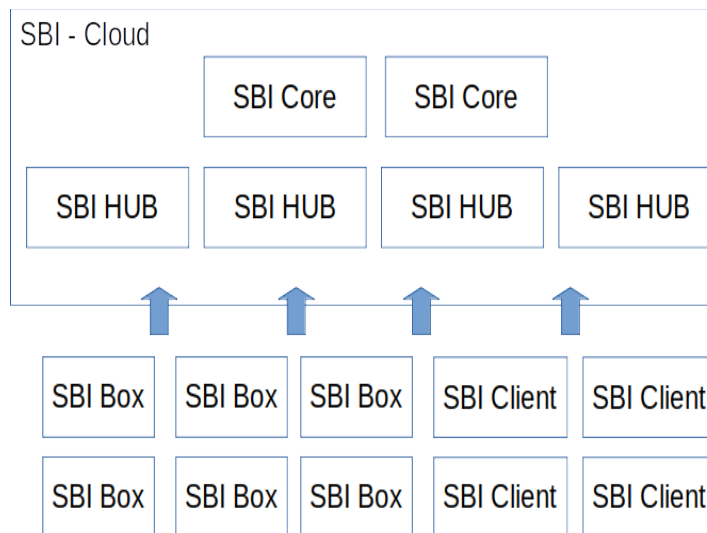 SBI - Cloud
SBI Core SBI Core
SBI HUB SBI HUB SBI HUB SBI HUB
SBI Box SBI Box SBI Box SBI Client SBI Client
SBI Box SBI Box SBI Box SBI Client SBI Client